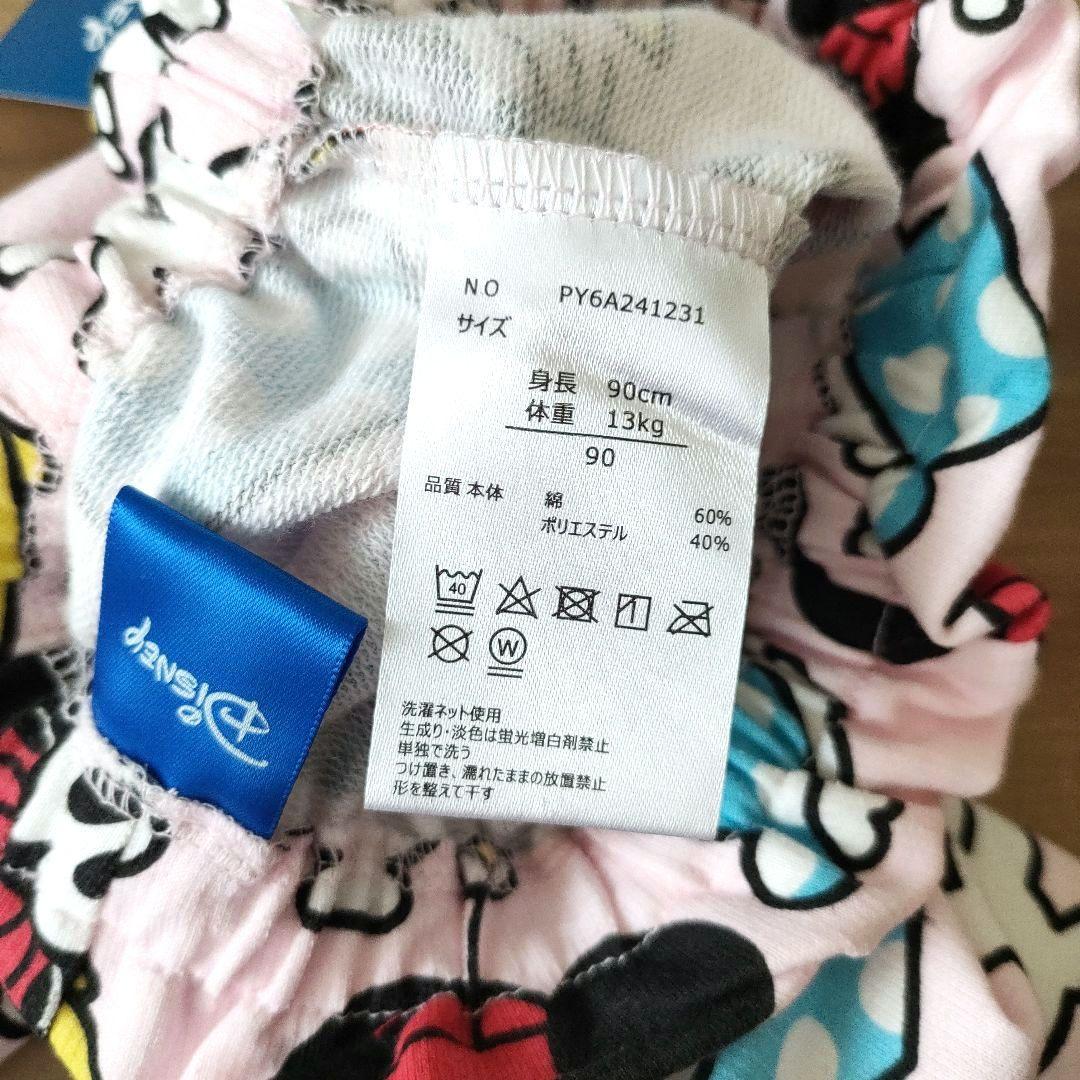 NO PY6A241231
サイズ
身長 90cm
体重 13kg
90
品質 本体 綿 60%
ポリエステル 40%
40
W
洗濯ネット使用
生成り・淡色は蛍光増白剤禁止
単独で洗う
つけ置き、濡れたままの放置禁止
形を整えて干す
Disney